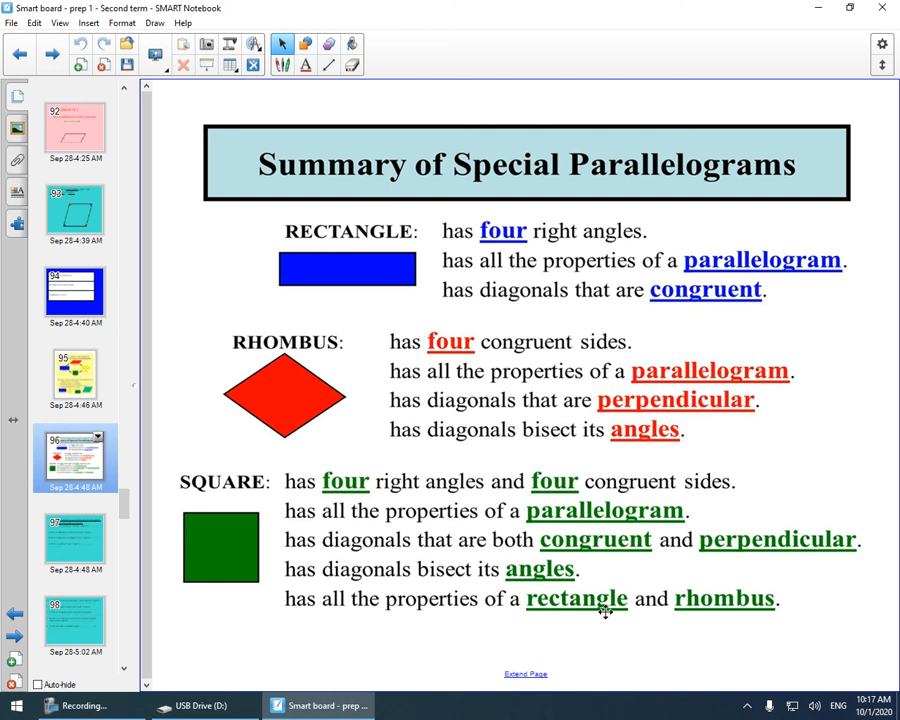 Smart board - prep 1 - Second term - SMART Notebook
File Edit View Insert Format Tools Add-ons Draw Help
92
Sep 28-4:25 AM
93
Sep 28-4:39 AM
94
Sep 28-4:40 AM
95
Sep 28-4:46 AM
96
Sep 28-4:48 AM
97
Sep 28-4:48 AM
98
Sep 28-5:02 AM
Auto-hide
Summary of Special Parallelograms
RECTANGLE: has four right angles.
has all the properties of a parallelogram.
has diagonals that are congruent.
RHOMBUS: has four congruent sides.
has all the properties of a parallelogram.
has diagonals that are perpendicular.
has diagonals bisect its angles.
SQUARE: has four right angles and four congruent sides.
has all the properties of a parallelogram.
has diagonals that are both congruent and perpendicular.
has diagonals bisect its angles.
has all the properties of a rectangle and rhombus.
Extend Page
Recording... USB Drive (D:) Smart board - prep ... ENG
10:17 AM
10/1/2020